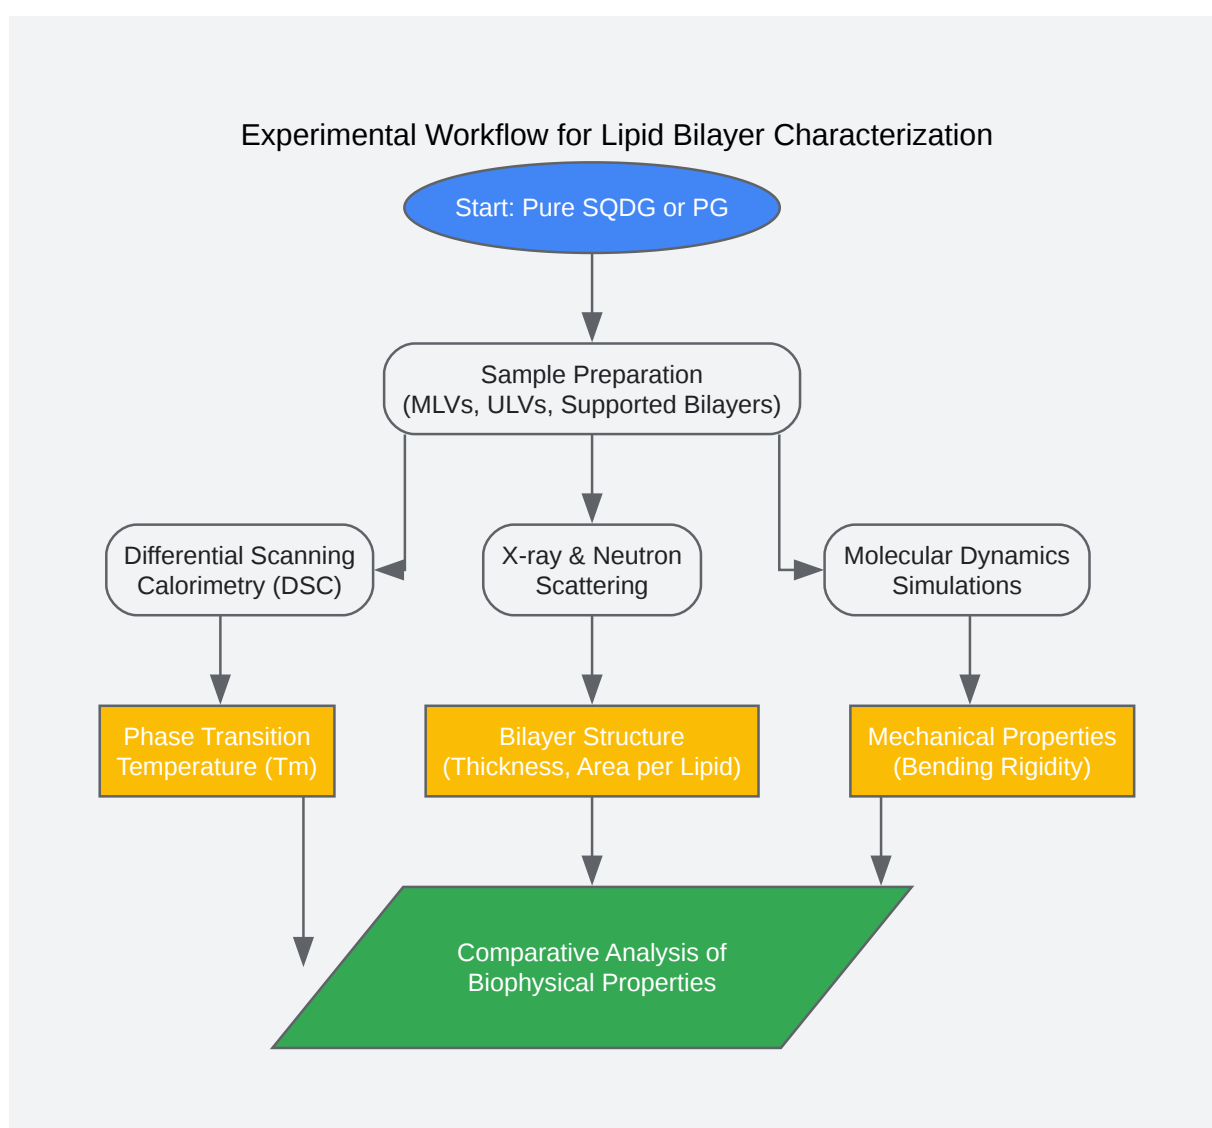 Experimental Workflow for Lipid Bilayer Characterization
Start: Pure SQDG or PG
Sample Preparation
(MLVs, ULVs, Supported Bilayers)
Differential Scanning
Calorimetry (DSC)
X-ray & Neutron
Scattering
Molecular Dynamics
Simulations
Phase Transition
Temperature (Tm)
Bilayer Structure
(Thickness, Area per Lipid)
Mechanical Properties
(Bending Rigidity)
Comparative Analysis of
Biophysical Properties